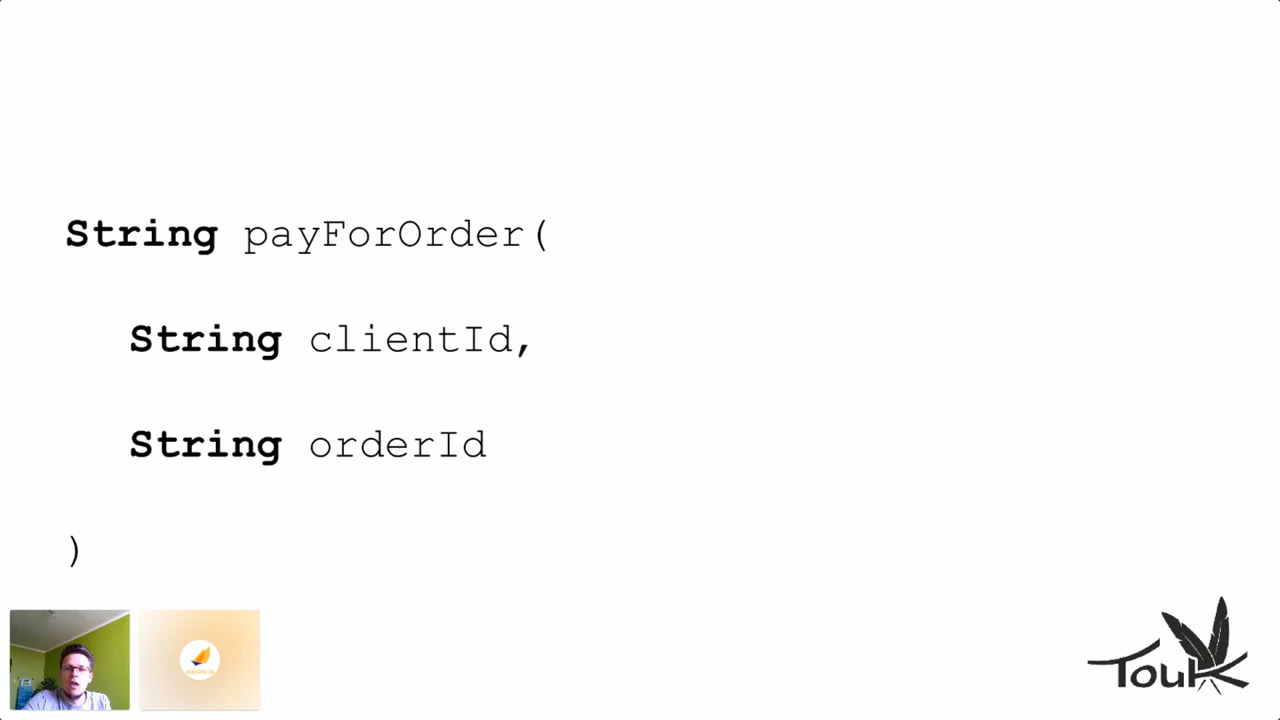 String payForOrder(
String clientId,
String orderId
)
Touk